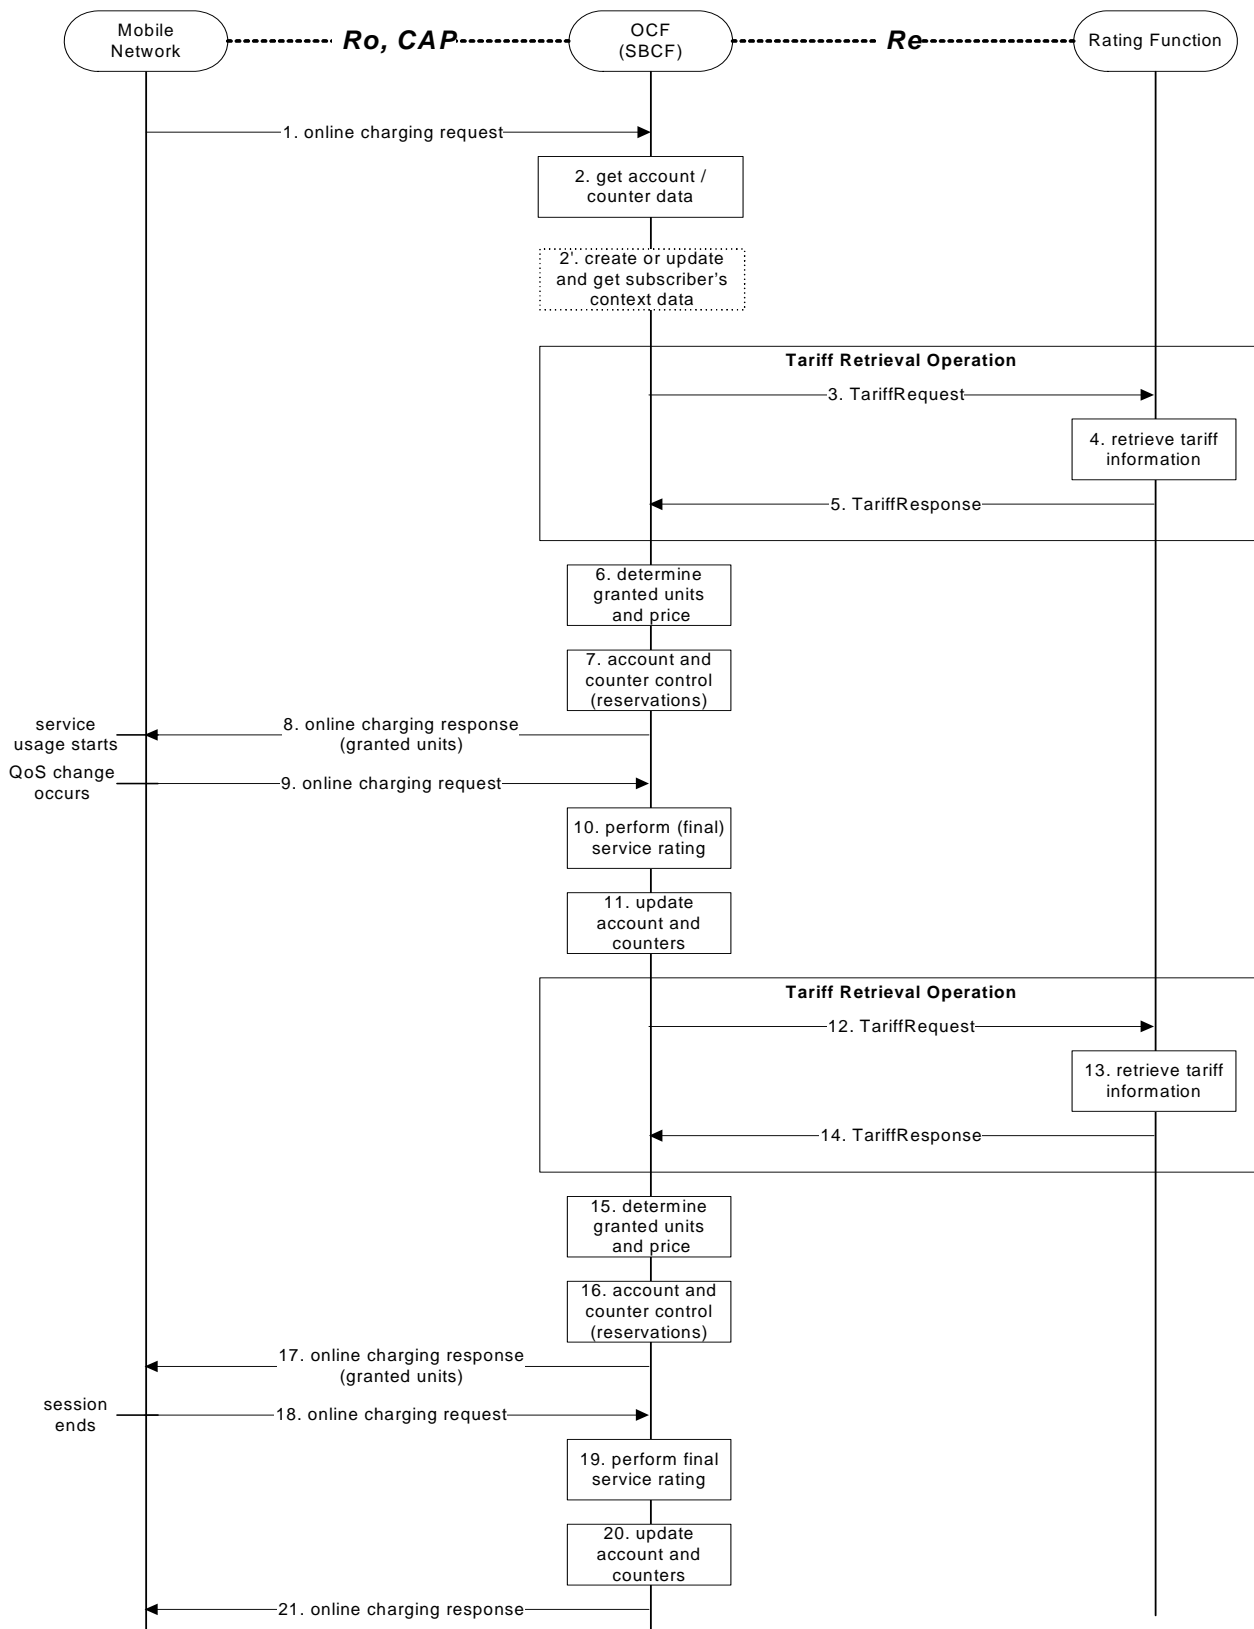 Mobile
Network
Ro, CAP
OCF
(SBCF)
Re
Rating Function
1. online charging request
2. get account /
counter data
2'. create or update
and get subscriber's
context data
Tariff Retrieval Operation
3. TariffRequest
4. retrieve tariff
information
5. TariffResponse
6. determine
granted units
and price
7. account and
counter control
(reservations)
service
usage starts
8. online charging response
(granted units)
QoS change
occurs
9. online charging request
10. perform (final)
service rating
11. update
account and
counters
Tariff Retrieval Operation
12. TariffRequest
13. retrieve tariff
information
14. TariffResponse
15. determine
granted units
and price
16. account and
counter control
(reservations)
17. online charging response
(granted units)
session
ends
18. online charging request
19. perform final
service rating
20. update
account and
counters
21. online charging response